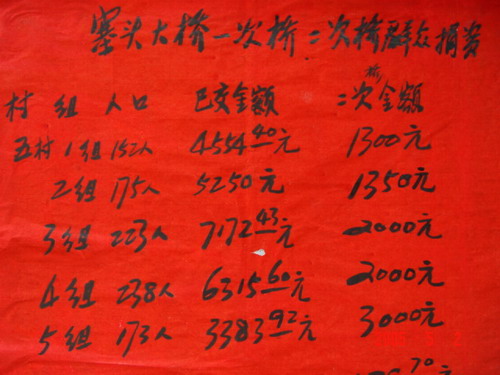 塞头大桥一次桥二次桥群众捐资
村 组 人口 已交金额 二次桥金额
五村 1组 152人 4554.40元 1300元
2组 175人 5250元 1350元
3组 223人 7172.43元 2000元
4组 238人 6315.60元 2000元
5组 173人 3383.92元 3000元
70